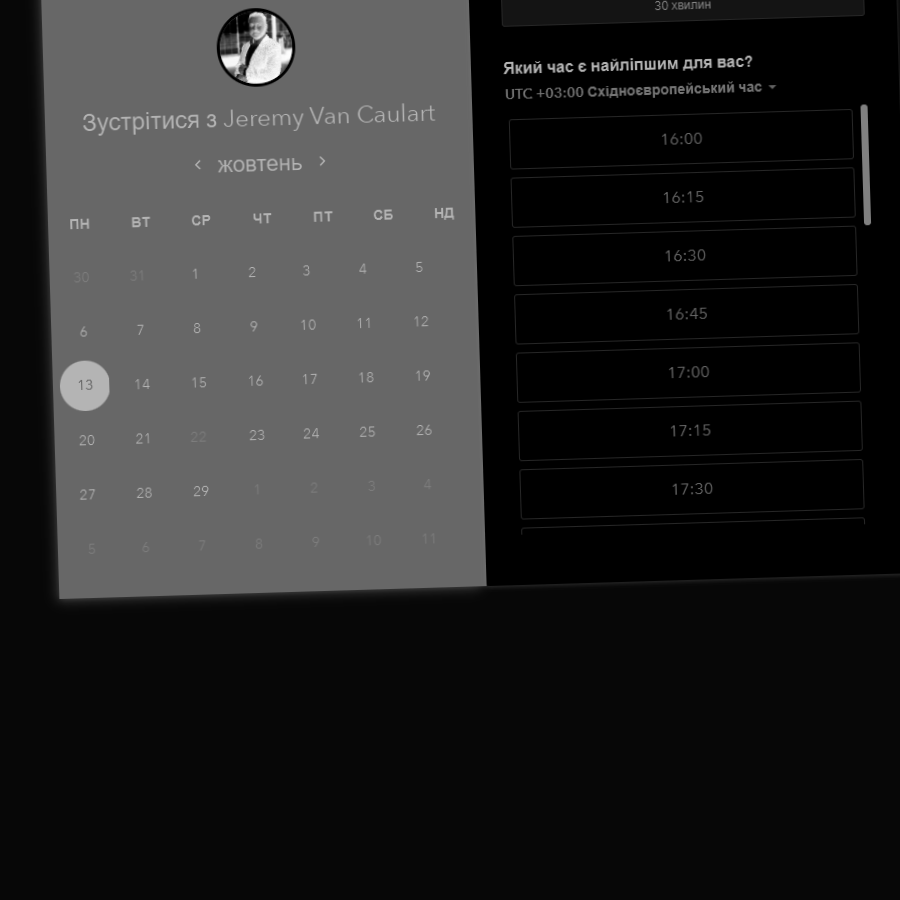 Зустрітися з Jeremy Van Caulart
жовтень
ПН ВТ СР ЧТ ПТ СБ НД
30 31 1 2 3 4 5
6 7 8 9 10 11 12
13 14 15 16 17 18 19
20 21 22 23 24 25 26
27 28 29 1 2 3 4
5 6 7 8 9 10 11
30 хвилин
Який час є найліпшим для вас?
UTC +03:00 Східноєвропейський час
16:00
16:15
16:30
16:45
17:00
17:15
17:30